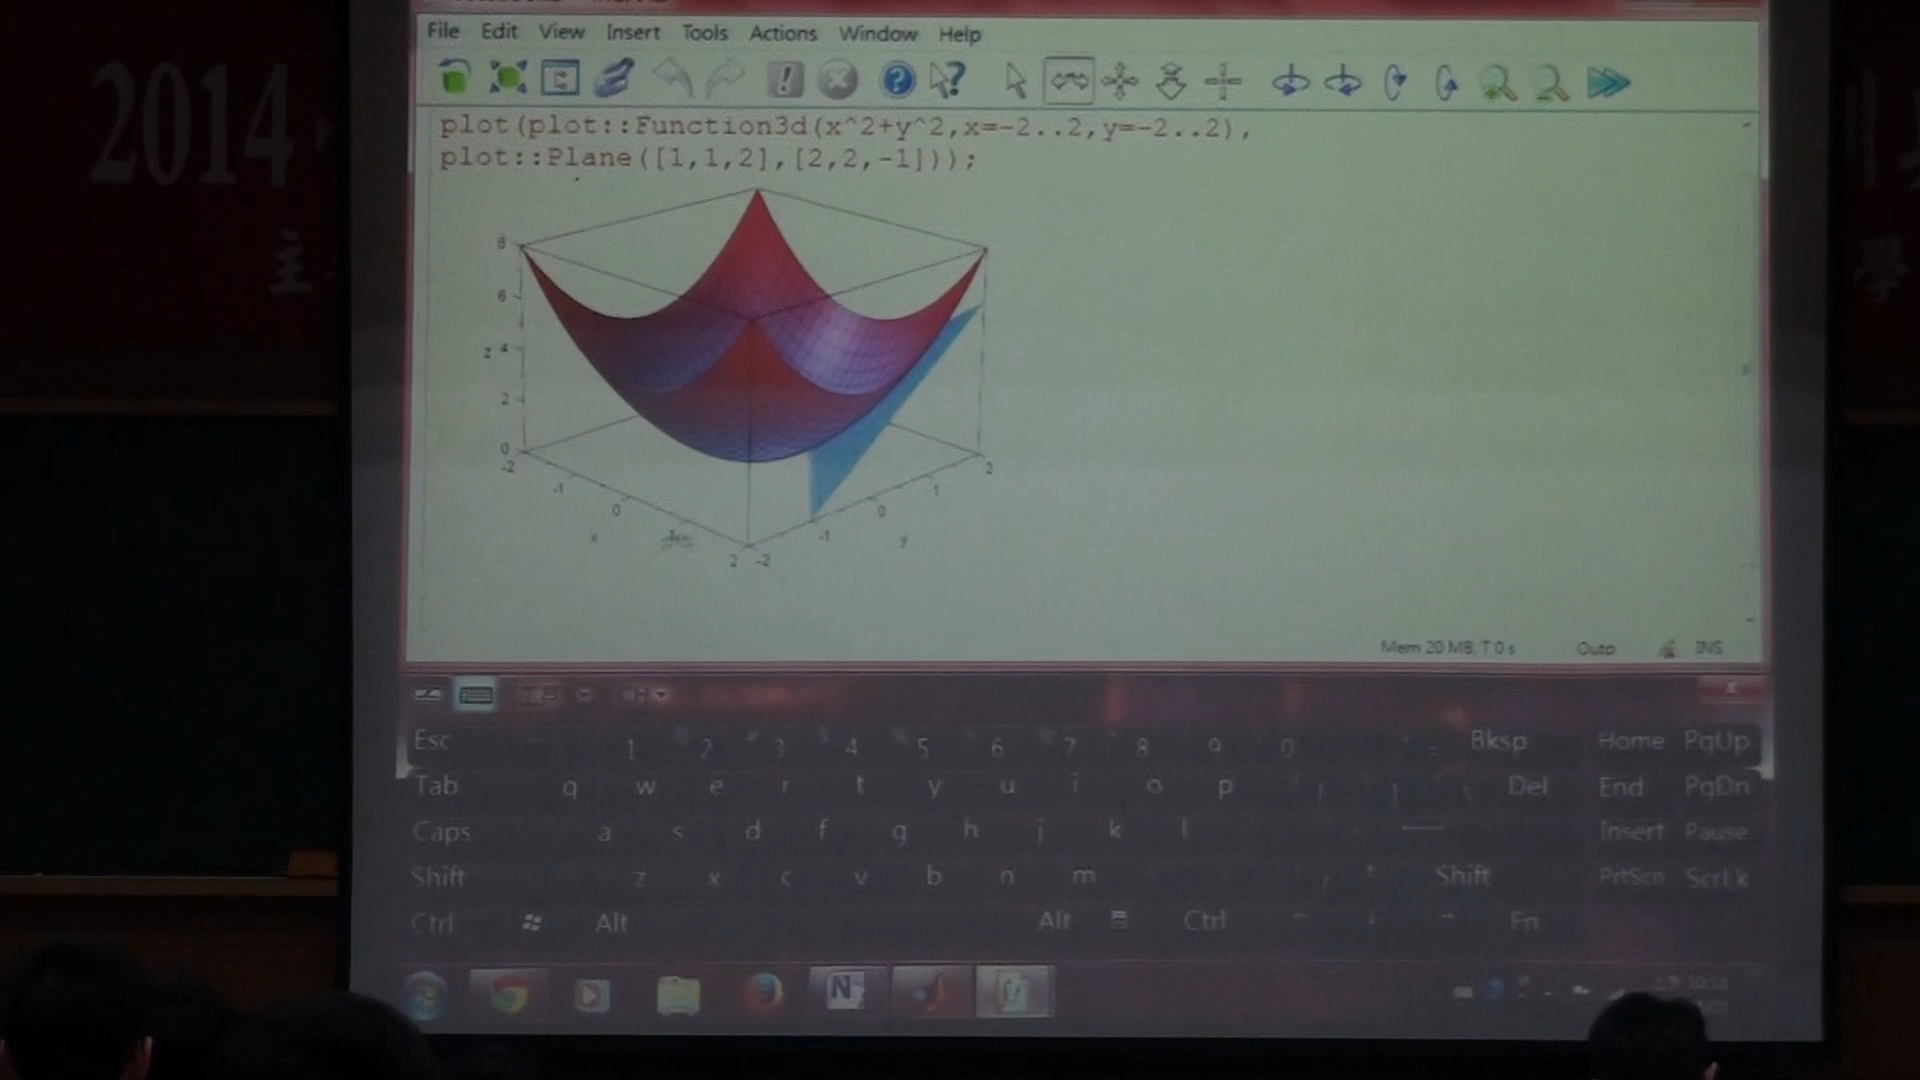 2014
主
學
File Edit View Insert Tools Actions Window Help
plot(plot::Function3d(x^2+y^2,x=-2..2,y=-2..2),
plot::Plane([1,1,2],[2,2,-1]));
8
6
z 4
2
0
-2 -1 0 2
x
-2 -1 0 1 2
y
Mem 20 MB, T 0 s INS
Esc 1 2 3 4 5 6 7 8 9 0 Bksp Home PgUp
Tab q w e r t y u i o p Del End PgDn
Caps a s d f g h j k l Insert Pause
Shift z x c v b n m Shift PrtScn ScrLk
Ctrl Alt Alt Ctrl Fn
N